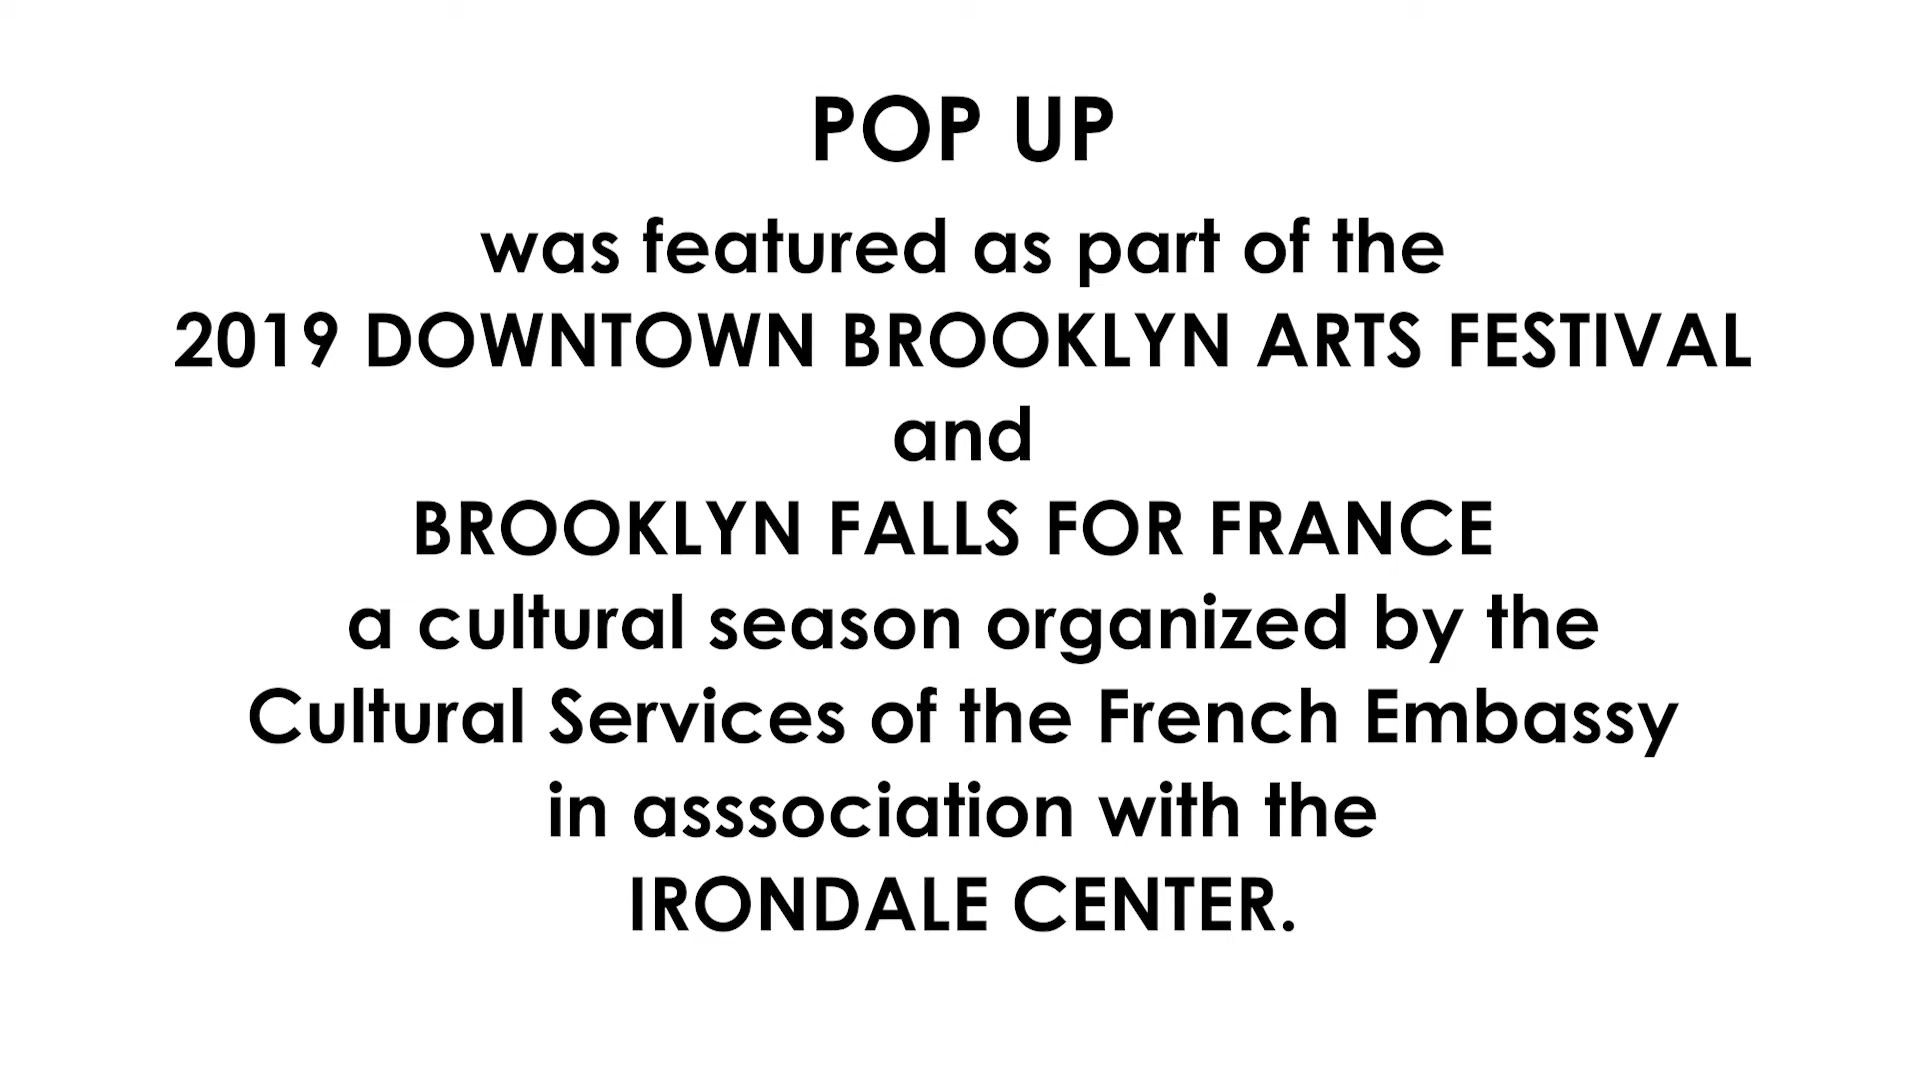 POP UP
was featured as part of the
2019 DOWNTOWN BROOKLYN ARTS FESTIVAL
and
BROOKLYN FALLS FOR FRANCE
a cultural season organized by the
Cultural Services of the French Embassy
in asssociation with the
IRONDALE CENTER.